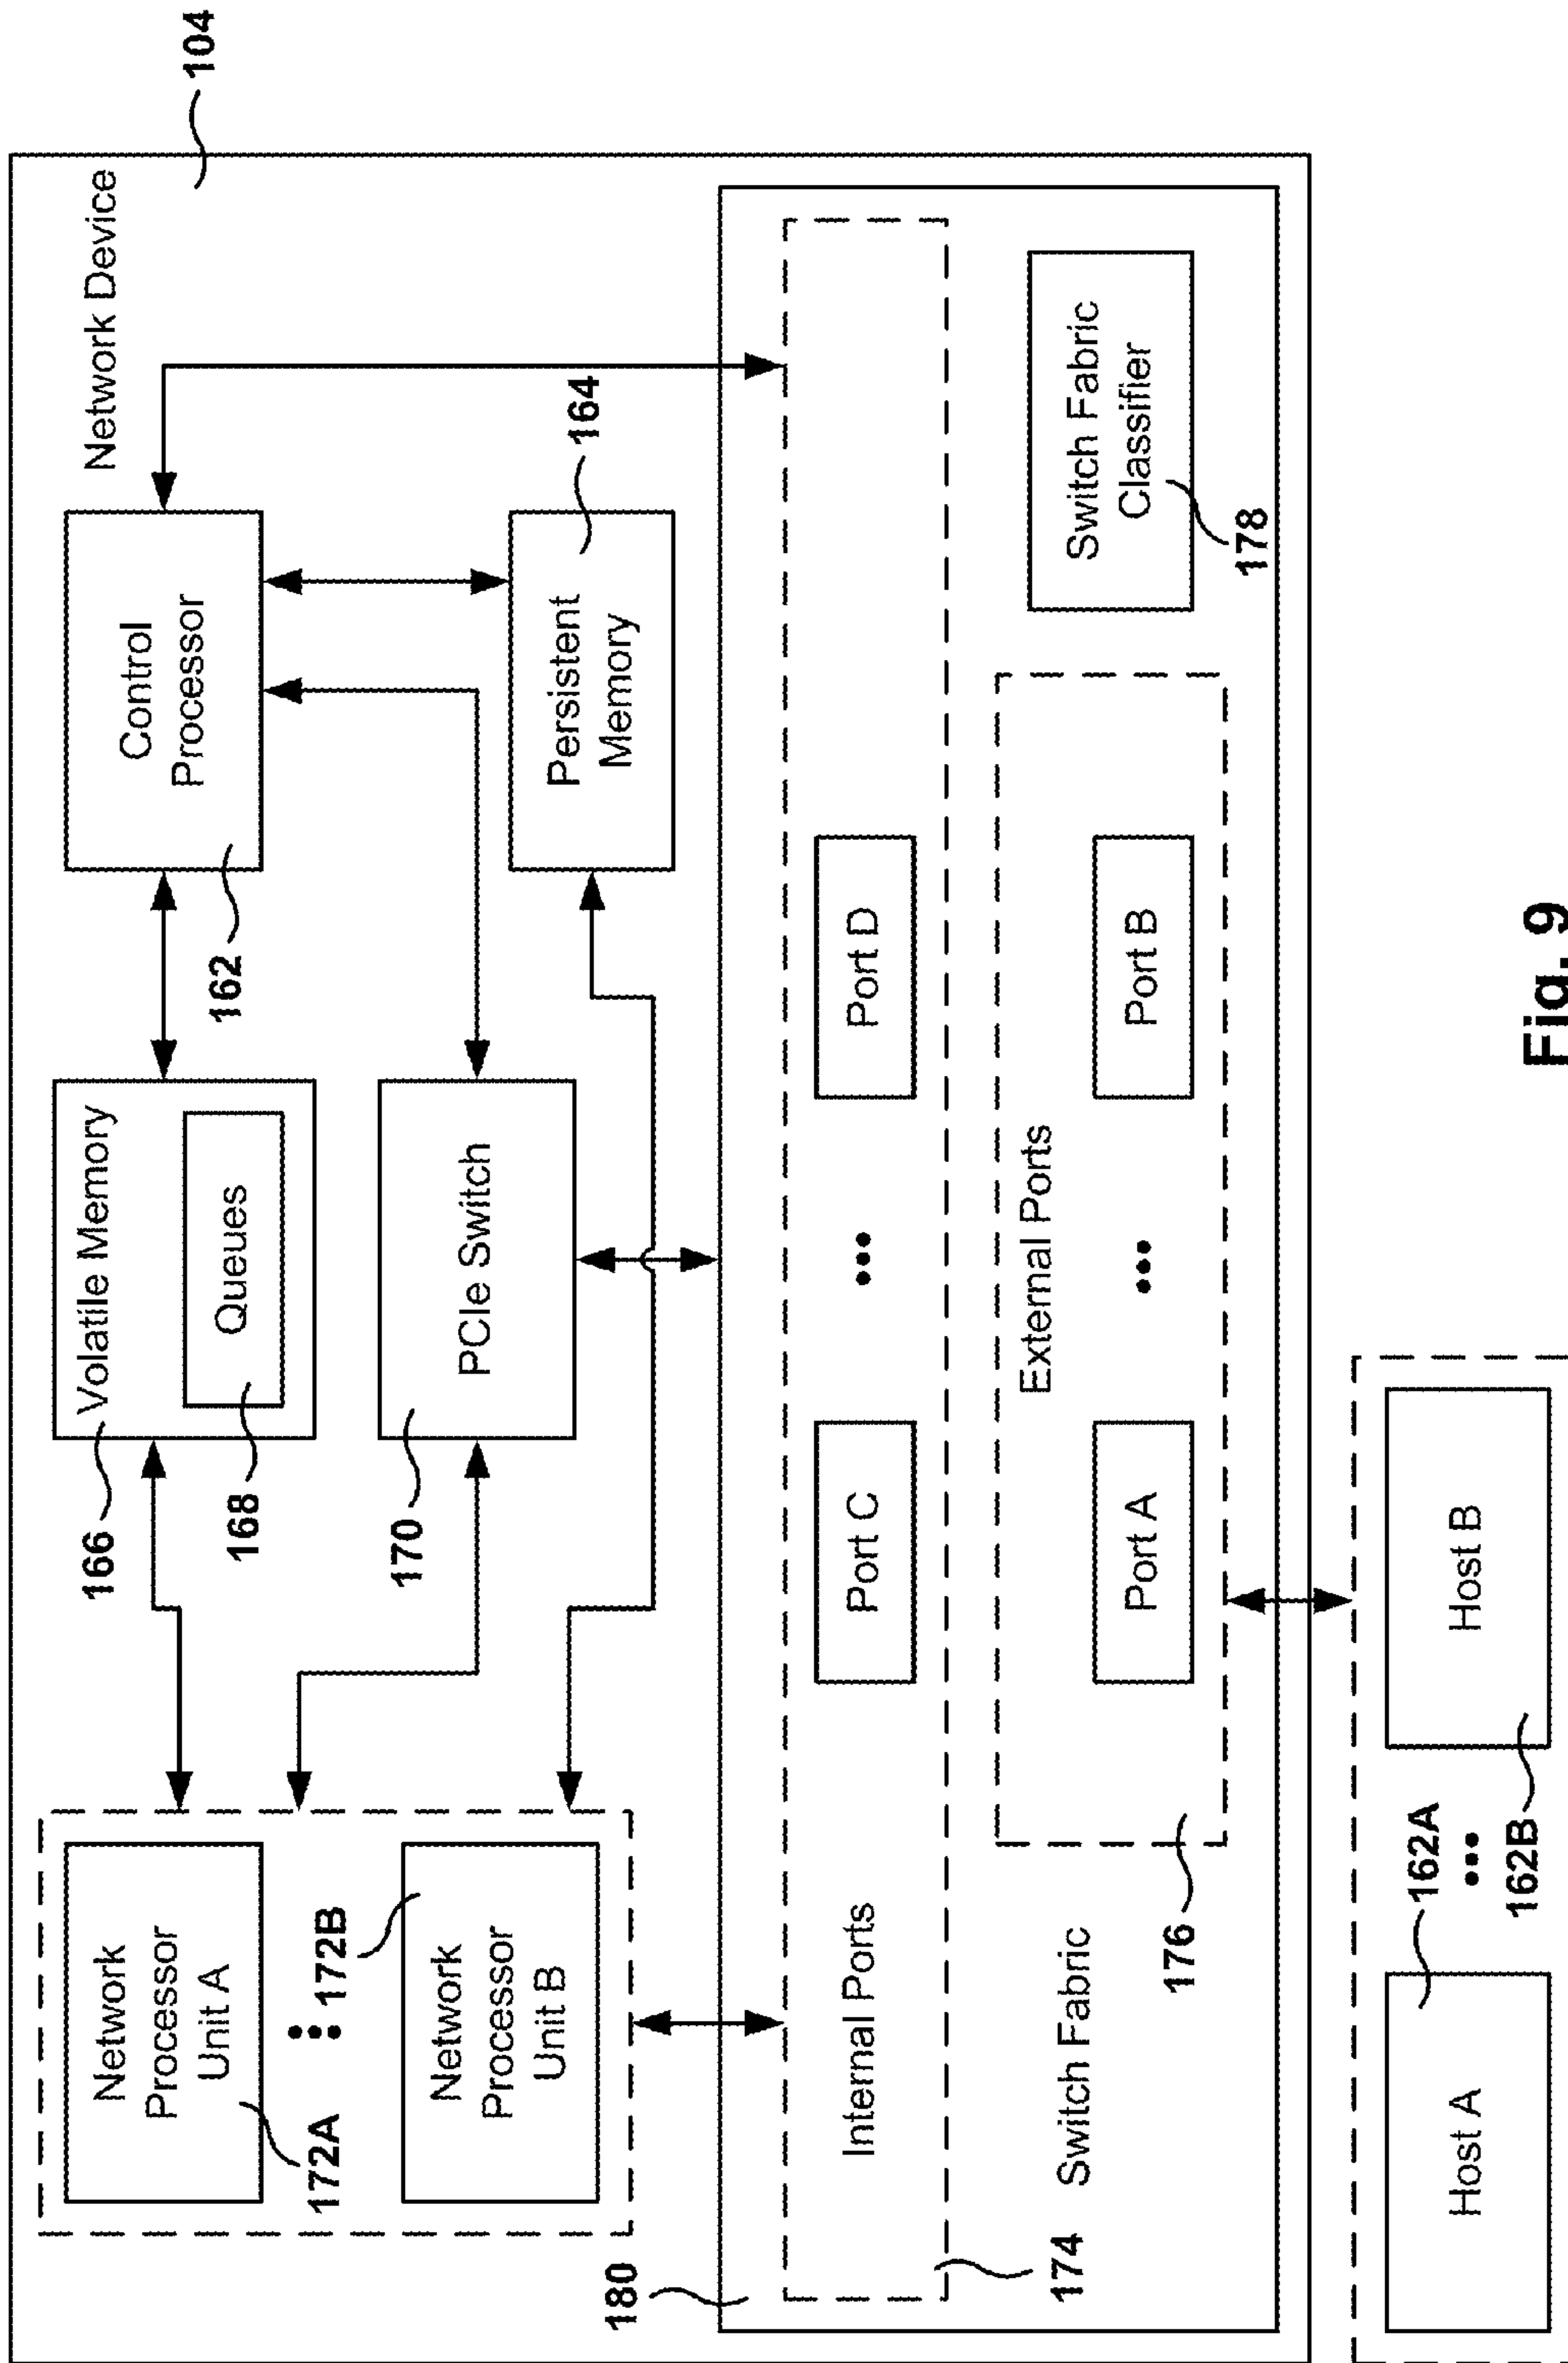 Network Device
104
Network
Processor
Unit A
172A
172B
Network
Processor
Unit B
Volatile Memory
166
Queues
168
Control
Processor
162
PCIe Switch
170
Persistent
Memory
164
180
Internal Ports
Port C
•••
Port D
174
Switch Fabric
External Ports
Port A
•••
Port B
176
Switch Fabric
Classifier
178
Host A
162A
•••
162B
Host B
Fig. 9